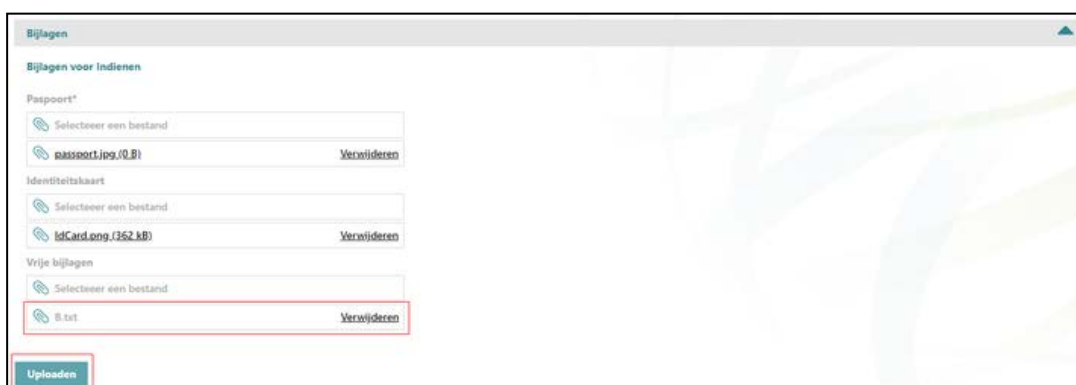 Bijlagen
Bijlagen voor Indienen
Paspoort*
Selecteer een bestand
passport.jpg (0 B) Verwijderen
Identiteitskaart
Selecteer een bestand
IdCard.png (362 kB) Verwijderen
Vrije bijlagen
Selecteer een bestand
B.txt Verwijderen
Uploaden